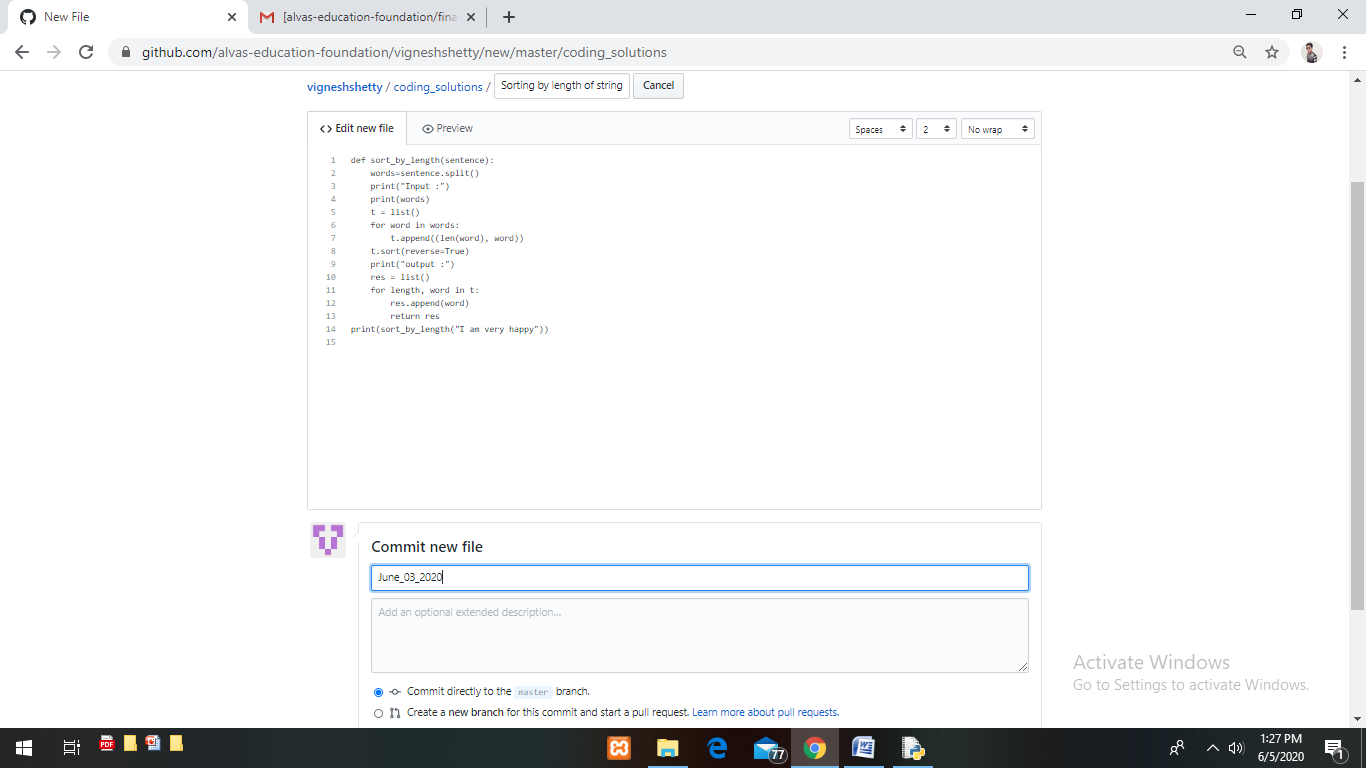 New File
[alvas-education-foundation/fina
github.com/alvas-education-foundation/vigneshshetty/new/master/coding_solutions
vigneshshetty / coding_solutions / Sorting by length of string Cancel
<> Edit new file Preview Spaces 2 No wrap
1 def sort_by_length(sentence):
2     words=sentence.split()
3     print("Input :")
4     print(words)
5     t = list()
6     for word in words:
7         t.append((len(word), word))
8     t.sort(reverse=True)
9     print("output :")
10     res = list()
11     for length, word in t:
12         res.append(word)
13         return res
14 print(sort_by_length("I am very happy"))
15
Commit new file
June_03_2020
Add an optional extended description...
Activate Windows
Go to Settings to activate Windows.
Commit directly to the master branch.
Create a new branch for this commit and start a pull request. Learn more about pull requests.
PDF
77
1:27 PM
6/5/2020
1